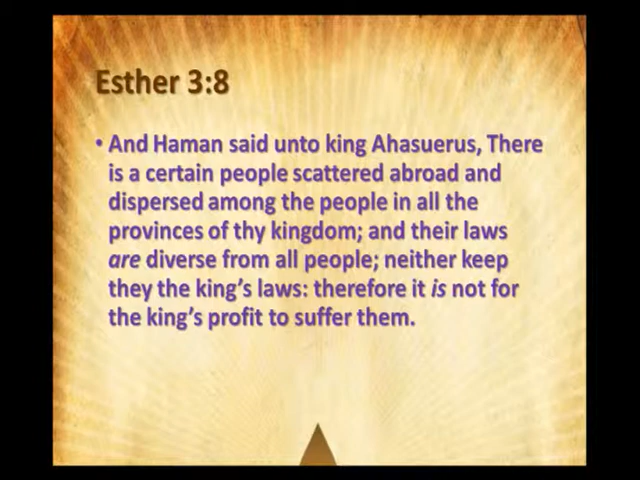 Esther 3:8
• And Haman said unto king Ahasuerus, There
is a certain people scattered abroad and
dispersed among the people in all the
provinces of thy kingdom; and their laws
are diverse from all people; neither keep
they the king’s laws: therefore it is not for
the king’s profit to suffer them.